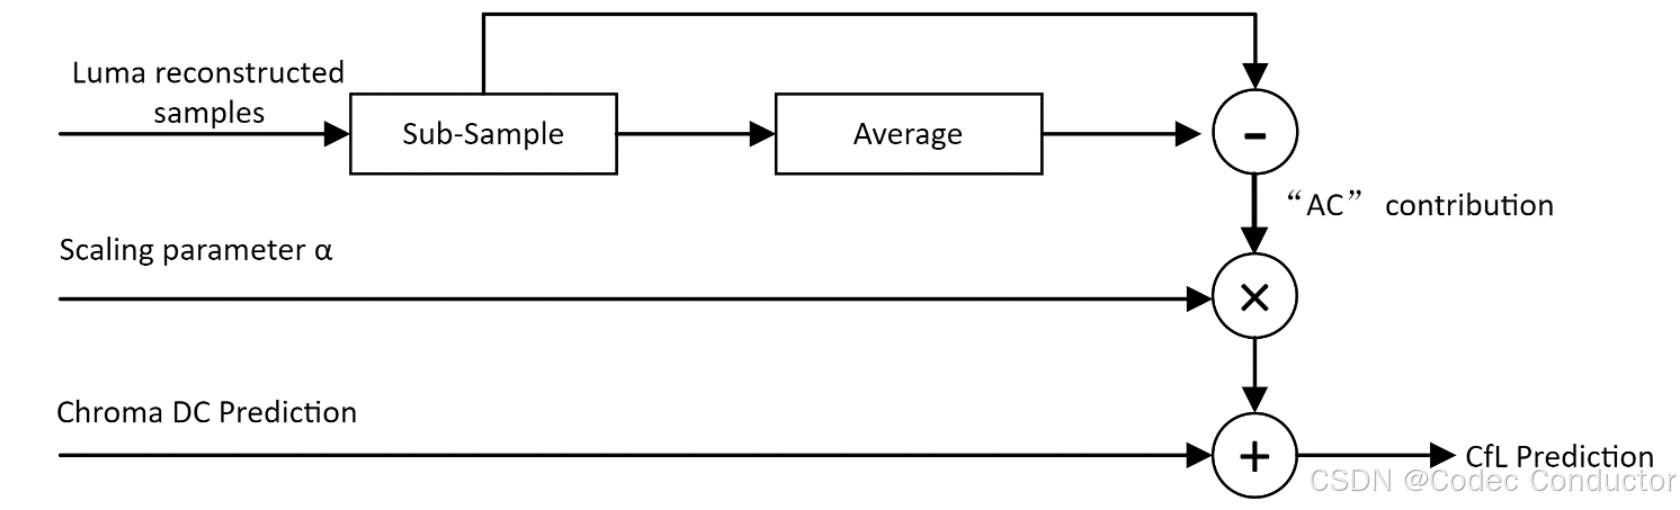 Luma reconstructed
samples
Sub-Sample
Average
-
“AC” contribution
Scaling parameter α
×
Chroma DC Prediction
+
CfL Prediction
CSDN @Codec Conductor